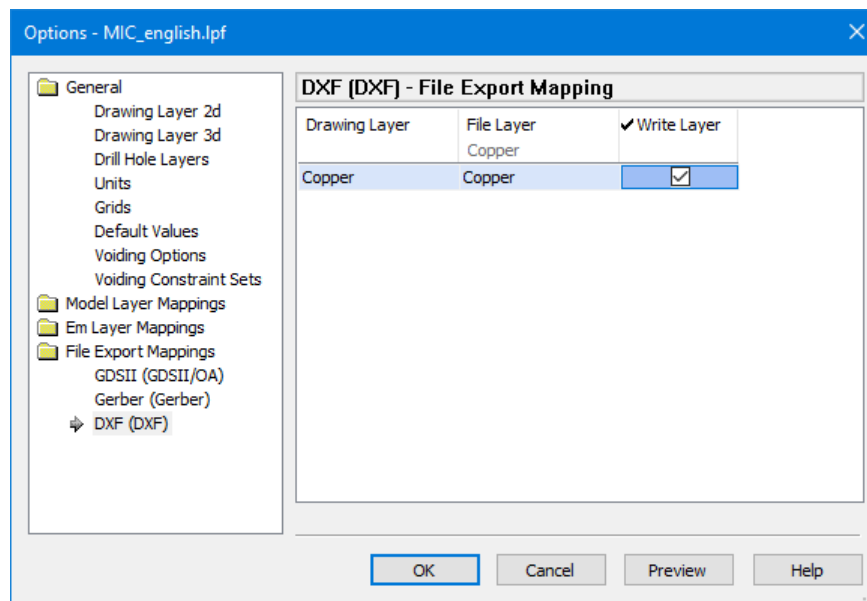 Options - MIC_english.lpf
General
Drawing Layer 2d
Drawing Layer 3d
Drill Hole Layers
Units
Grids
Default Values
Voiding Options
Voiding Constraint Sets
Model Layer Mappings
Em Layer Mappings
File Export Mappings
GDSII (GDSII/OA)
Gerber (Gerber)
DXF (DXF)
DXF (DXF) - File Export Mapping
Drawing Layer File Layer Write Layer
Copper
Copper Copper
OK Cancel Preview Help